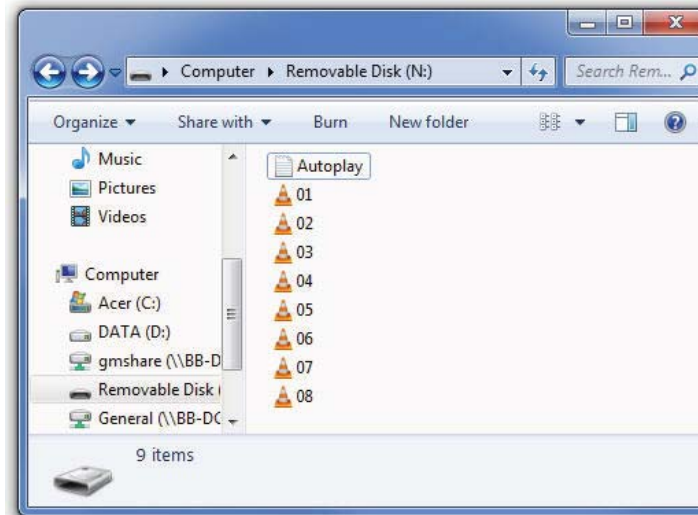 Computer ▸ Removable Disk (N:)
Search Rem...
Organize
Share with
Burn
New folder
Music
Pictures
Videos
Computer
Acer (C:)
DATA (D:)
gmshare (\\BB-D
Removable Disk (
General (\\BB-DC
Autoplay
01
02
03
04
05
06
07
08
9 items